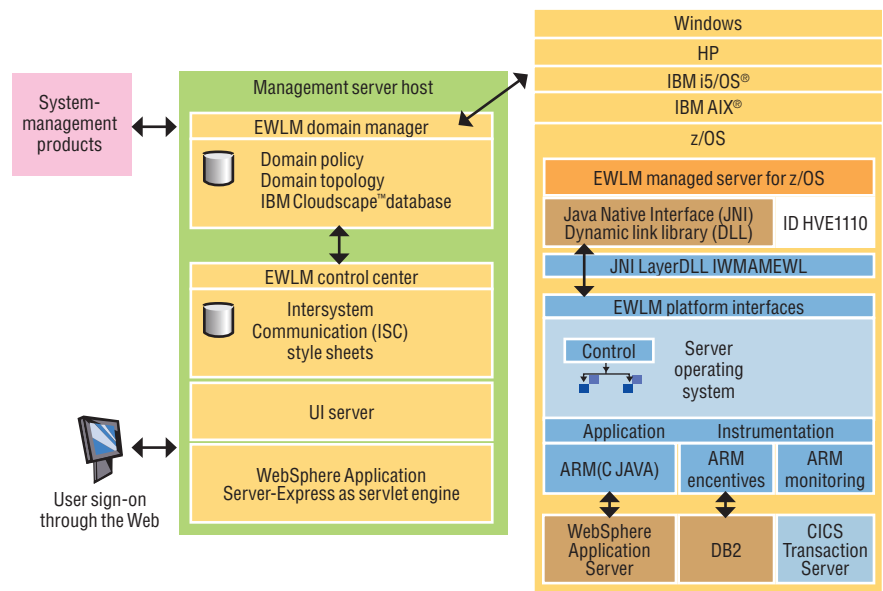 System-
management
products
User sign-on
through the Web
Management server host
EWLM domain manager
Domain policy
Domain topology
IBM Cloudscape™database
EWLM control center
Intersystem
Communication (ISC)
style sheets
UI server
WebSphere Application
Server-Express as servlet engine
Windows
HP
IBM i5/OS®
IBM AIX®
z/OS
EWLM managed server for z/OS
Java Native Interface (JNI)
Dynamic link library (DLL)
ID HVE1110
JNI LayerDLL IWMAMEWL
EWLM platform interfaces
Control
Server
operating
system
Application
Instrumentation
ARM(C JAVA)
ARM
encentives
ARM
monitoring
WebSphere
Application
Server
DB2
CICS
Transaction
Server